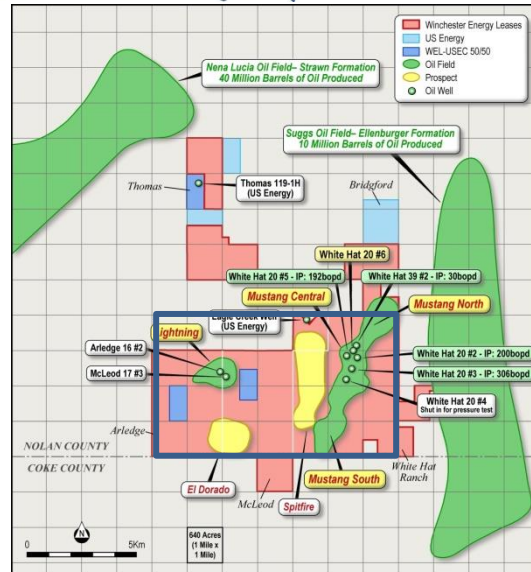 Winchester Energy Leases
US Energy
WEL-USEC 50/50
Oil Field
Prospect
Oil Well
Nena Lucia Oil Field– Strawn Formation
40 Million Barrels of Oil Produced
Suggs Oil Field– Ellenburger Formation
10 Million Barrels of Oil Produced
Thomas
Thomas 119-1H
(US Energy)
Bridgford
White Hat 20 #6
White Hat 20 #5 - IP: 192bopd
White Hat 39 #2 - IP: 30bopd
Mustang Central
Mustang North
Eagle Creek Well
(US Energy)
Lightning
Arledge 16 #2
McLeod 17 #3
White Hat 20 #2 - IP: 200bopd
White Hat 20 #3 - IP: 306bopd
White Hat 20 #4
Shut in for pressure test
Arledge
NOLAN COUNTY
COKE COUNTY
El Dorado
McLeod
Spitfire
Mustang South
White Hat
Ranch
N
0
5Km
640 Acres
(1 Mile x
1 Mile)